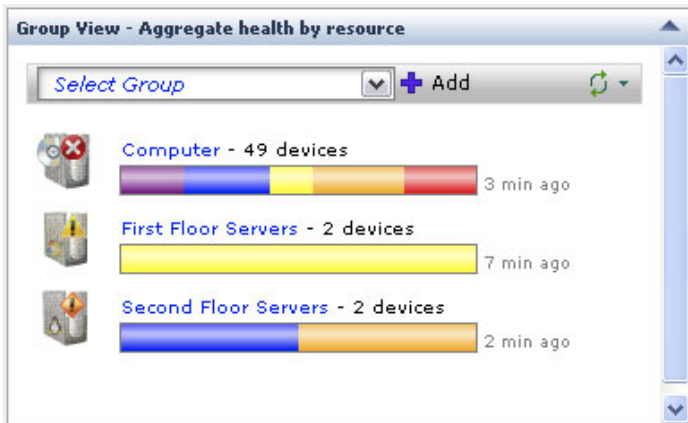 Group View - Aggregate health by resource
Select Group Add
Computer - 49 devices
3 min ago
First Floor Servers - 2 devices
7 min ago
Second Floor Servers - 2 devices
2 min ago